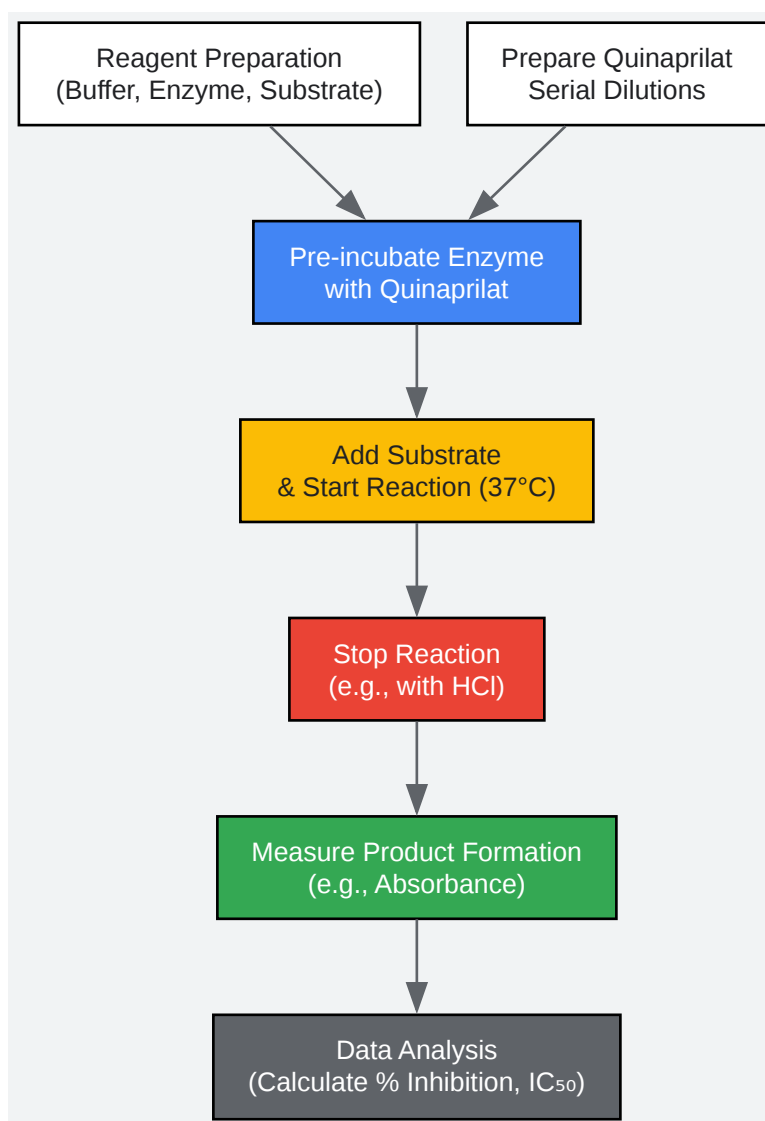 Reagent Preparation
(Buffer, Enzyme, Substrate)
Prepare Quinaprilat
Serial Dilutions
Pre-incubate Enzyme
with Quinaprilat
Add Substrate
& Start Reaction (37°C)
Stop Reaction
(e.g., with HCl)
Measure Product Formation
(e.g., Absorbance)
Data Analysis
(Calculate % Inhibition, IC₅₀)